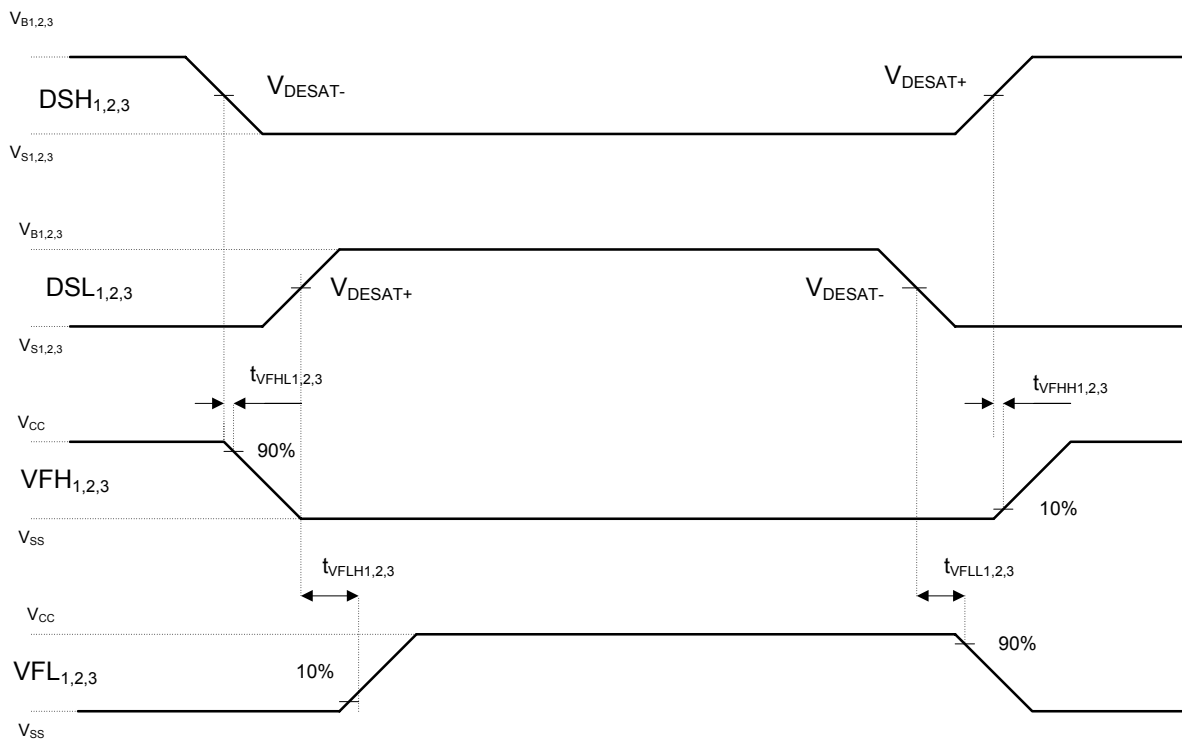 VB1,2,3
DSH1,2,3
VDESAT-
VDESAT+
VS1,2,3
VB1,2,3
DSL1,2,3
VDESAT+
VDESAT-
VS1,2,3
tVFHL1,2,3
tVFHH1,2,3
VCC
90%
VFH1,2,3
10%
VSS
tVFLH1,2,3
tVFLL1,2,3
VCC
90%
VFL1,2,3
10%
VSS